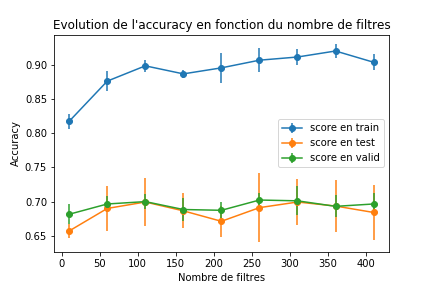 Evolution de l'accuracy en fonction du nombre de filtres
0.90
0.85
0.80
0.75
0.70
0.65
Accuracy
score en train
score en test
score en valid
0 50 100 150 200 250 300 350 400
Nombre de filtres